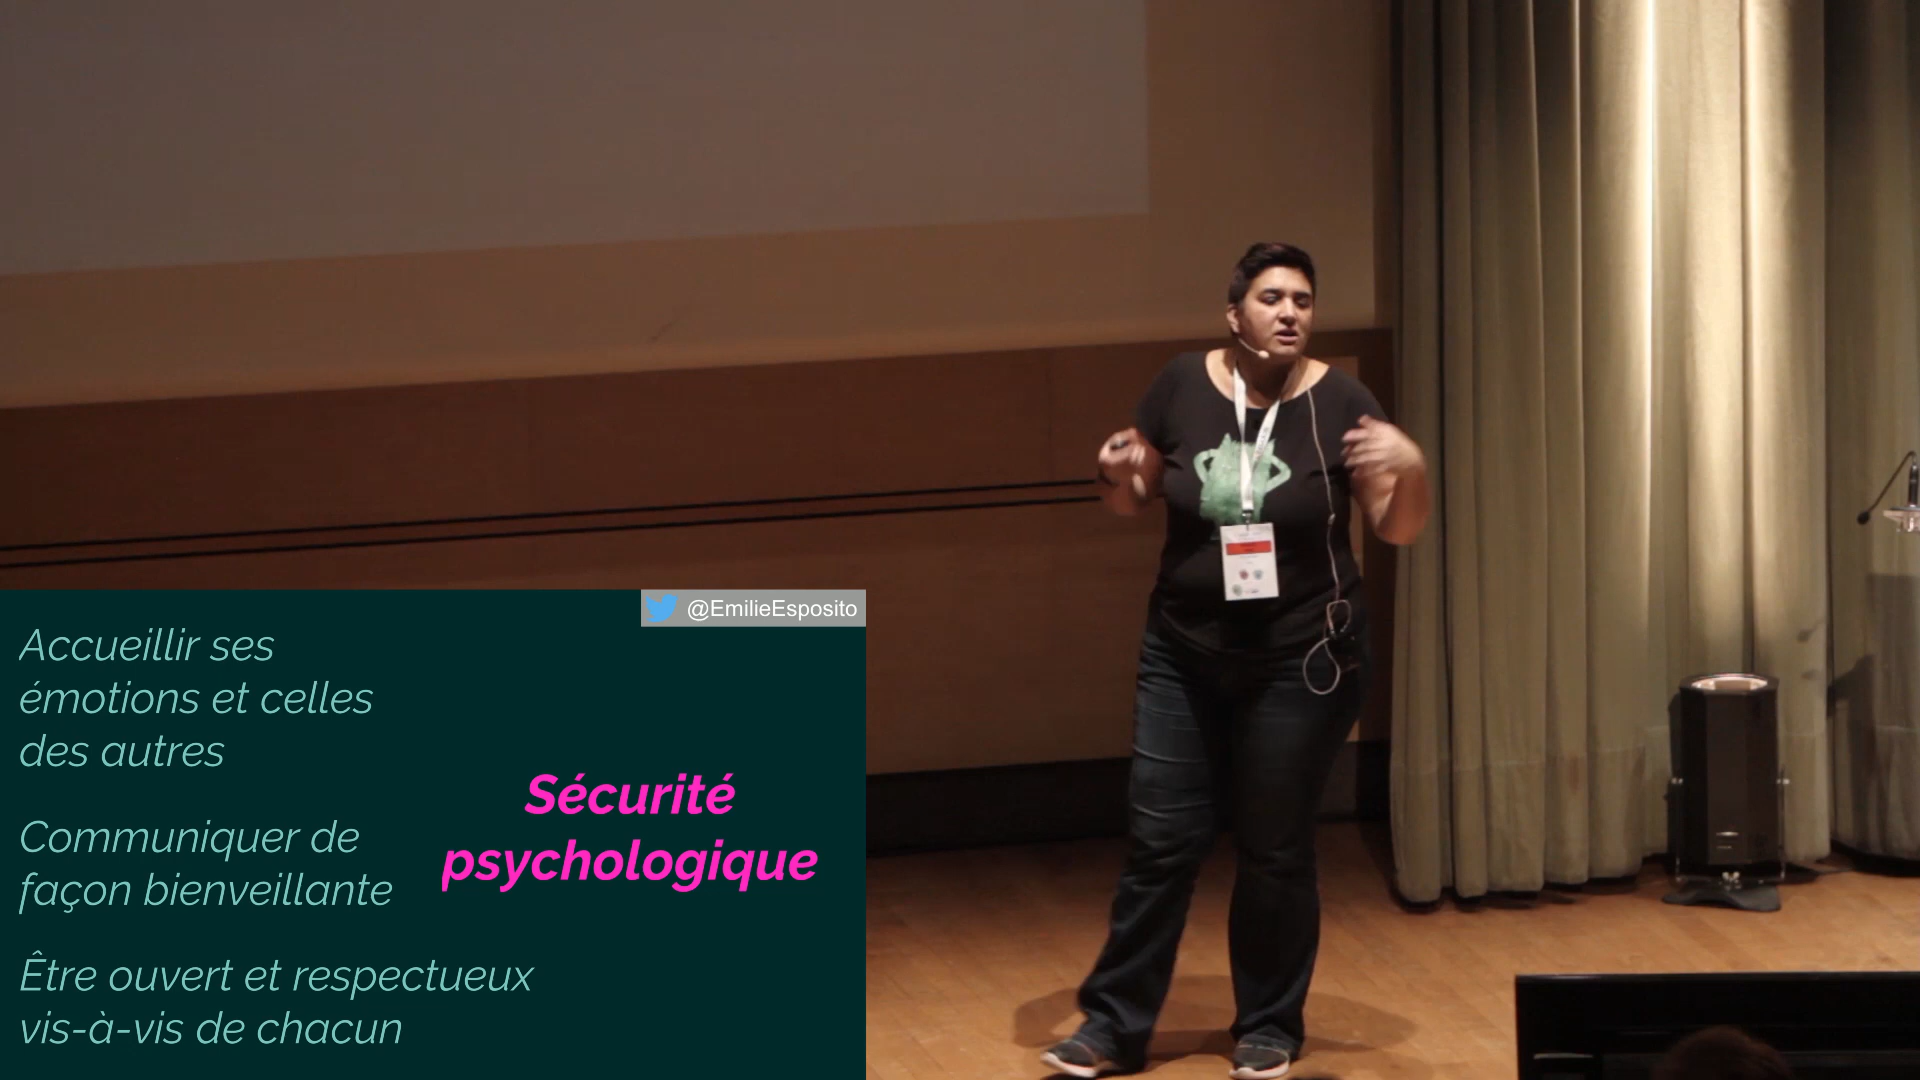 @EmilieEsposito
Accueillir ses
émotions et celles
des autres
Sécurité
psychologique
Communiquer de
façon bienveillante
Être ouvert et respectueux
vis-à-vis de chacun